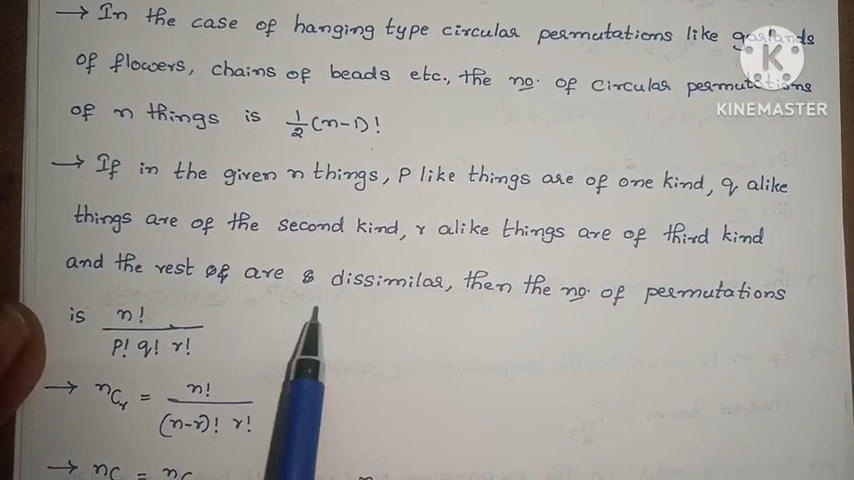 → In the case of hanging type circular permutations like garlands
of flowers, chains of beads etc., the no. of circular permutations
of n things is 1/2 (n-1)!
→ If in the given n things, P like things are of one kind, q alike
things are of the second kind, r alike things are of third kind
and the rest of are s dissimilar, then the no. of permutations
is n! / P! q! r!
→ nCr = n! / (n-r)! r!
→ nC = nC
K
KINEMASTER